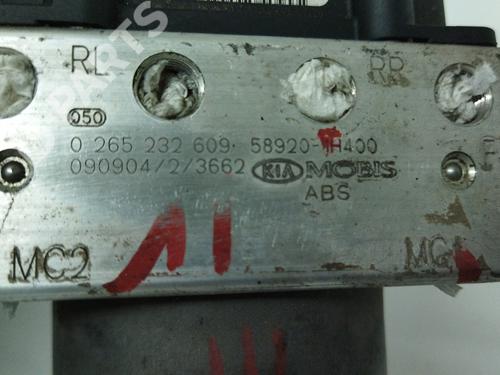 RL RR
050
0 265 232 609· 58920-1H400
090904/2/3662 KIA MOBIS
ABS
MC2 MC1